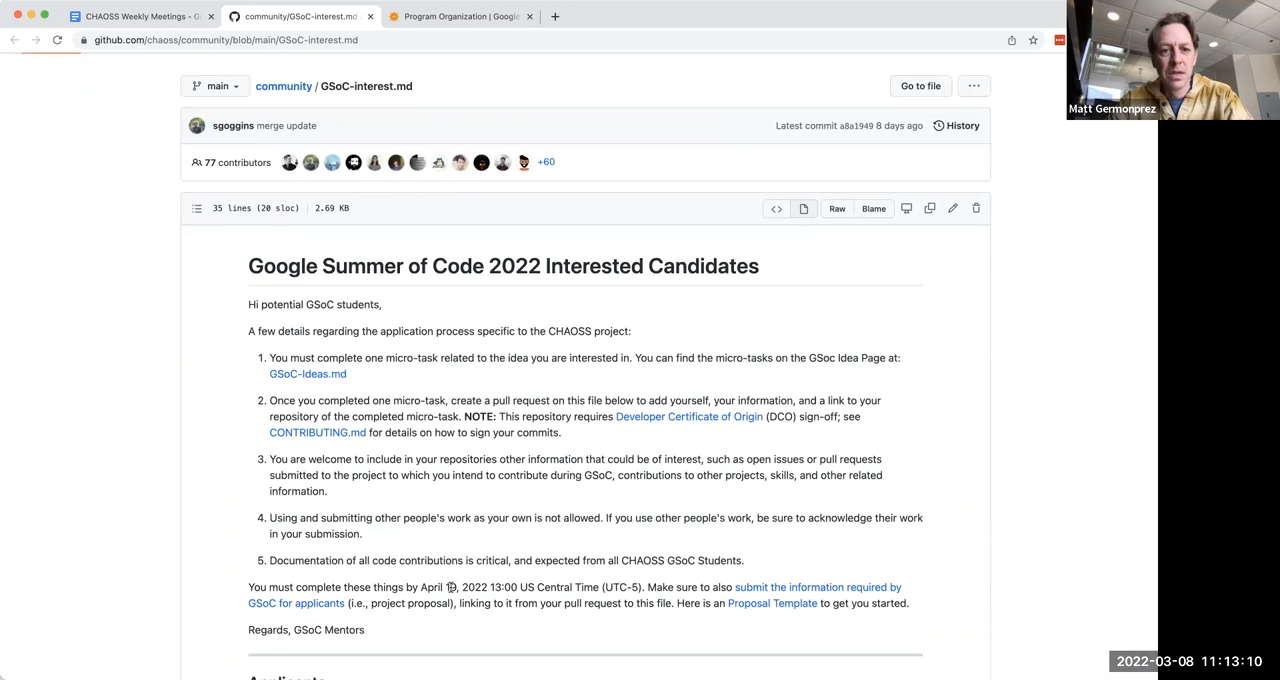 CHAOSS Weekly Meetings - G
community/GSoC-interest.md
Program Organization | Google
github.com/chaoss/community/blob/main/GSoC-interest.md
Matt Germonprez
main
community / GSoC-interest.md
Go to file
sgoggins merge update
Latest commit a8a1949 8 days ago
History
77 contributors
+60
35 lines (20 sloc) 2.69 KB
Raw
Blame
Google Summer of Code 2022 Interested Candidates
Hi potential GSoC students,
A few details regarding the application process specific to the CHAOSS project:
1. You must complete one micro-task related to the idea you are interested in. You can find the micro-tasks on the GSoc Idea Page at:
GSoC-Ideas.md
2. Once you completed one micro-task, create a pull request on this file below to add yourself, your information, and a link to your
repository of the completed micro-task. NOTE: This repository requires Developer Certificate of Origin (DCO) sign-off; see
CONTRIBUTING.md for details on how to sign your commits.
3. You are welcome to include in your repositories other information that could be of interest, such as open issues or pull requests
submitted to the project to which you intend to contribute during GSoC, contributions to other projects, skills, and other related
information.
4. Using and submitting other people's work as your own is not allowed. If you use other people's work, be sure to acknowledge their work
in your submission.
5. Documentation of all code contributions is critical, and expected from all CHAOSS GSoC Students.
You must complete these things by April , 2022 13:00 US Central Time (UTC-5). Make sure to also submit the information required by
GSoC for applicants (i.e., project proposal), linking to it from your pull request to this file. Here is an Proposal Template to get you started.
Regards, GSoC Mentors
Applicants
2022-03-08 11:13:10